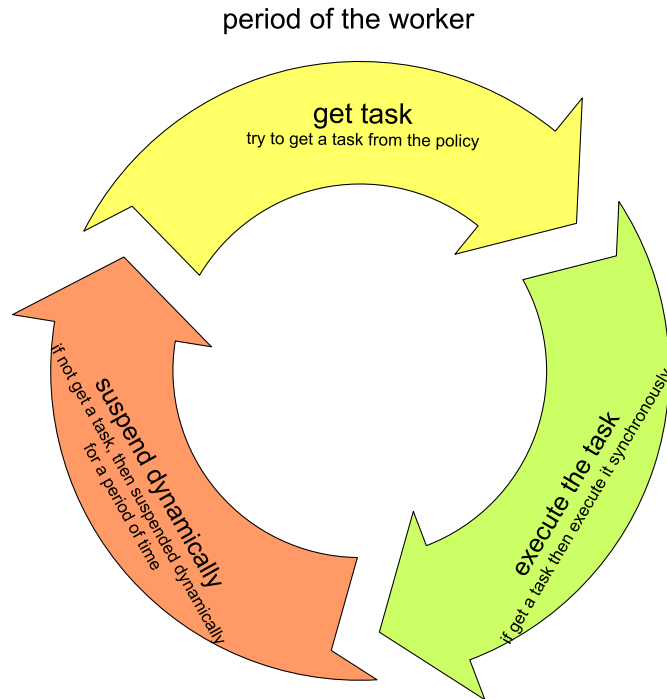 period of the worker
get task
try to get a task from the policy
execute the task
if get a task then execute it synchronously
suspend dynamically
if not get a task, then suspended dynamically
for a period of time